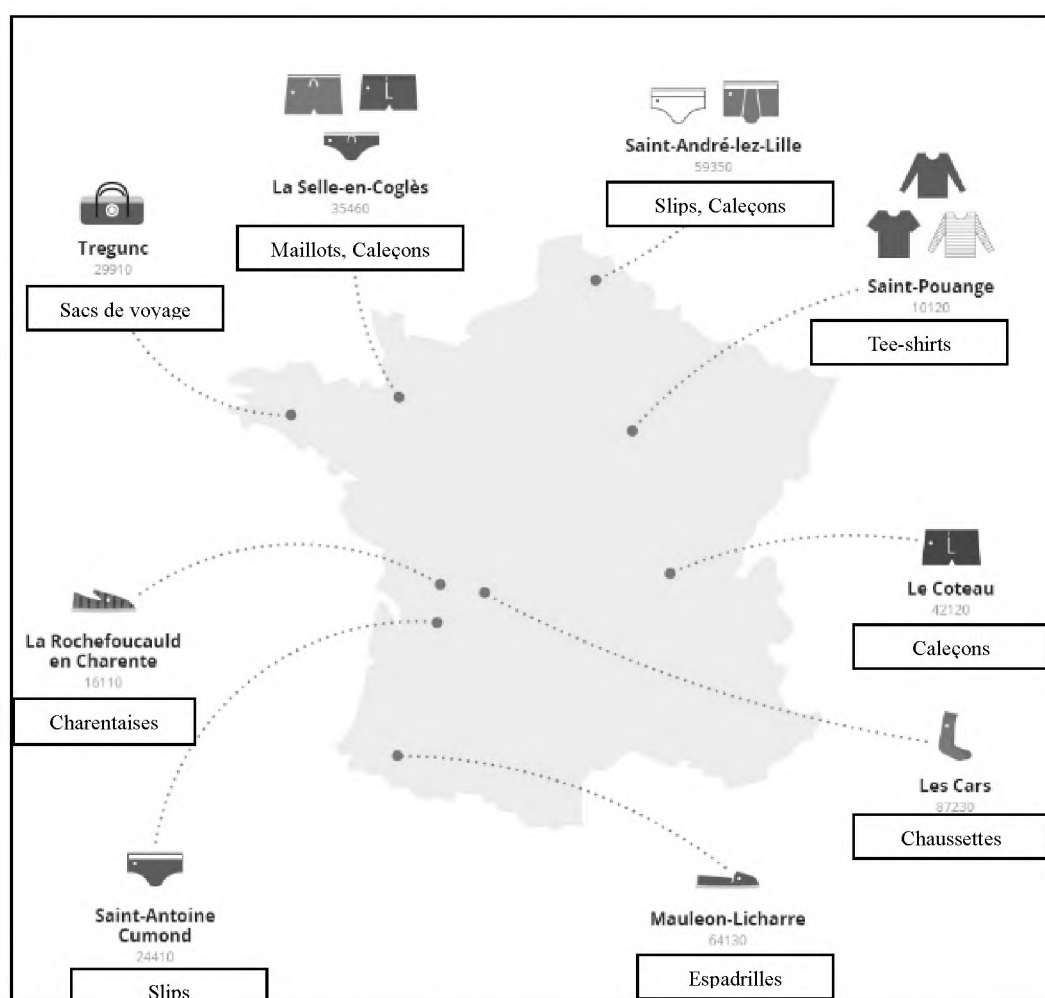 La Selle-en-Coglès
35460
Maillots, Caleçons
Saint-André-lez-Lille
59350
Slips, Caleçons
Tregunc
29910
Sacs de voyage
Saint-Pouange
10120
Tee-shirts
La Rochefoucauld
en Charente
16110
Charentaises
Le Coteau
42120
Caleçons
Les Cars
87230
Chaussettes
Saint-Antoine
Cumond
24410
Slips
Mauleon-Licharre
64130
Espadrilles